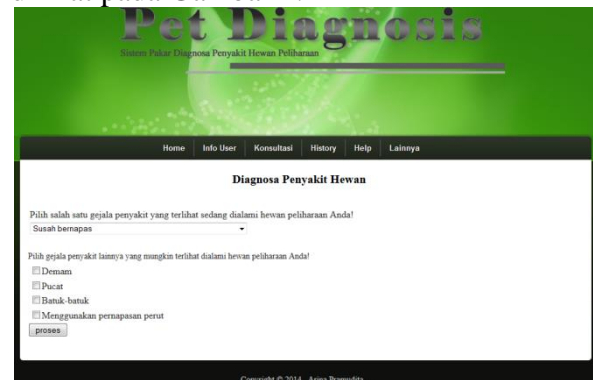 Pet Diagnosis
Sistem Pakar Diagnosa Penyakit Hewan Peliharaan
Home Info User Konsultasi History Help Lainnya
Diagnosa Penyakit Hewan
Pilih salah satu gejala penyakit yang terlihat sedang dialami hewan peliharaan Anda!
Susah bernapas
Pilih gejala penyakit lainnya yang mungkin terlihat dialami hewan peliharaan Anda!
Demam
Pucat
Batuk-batuk
Menggunakan pernapasan perut
proses
Copyright © 2014